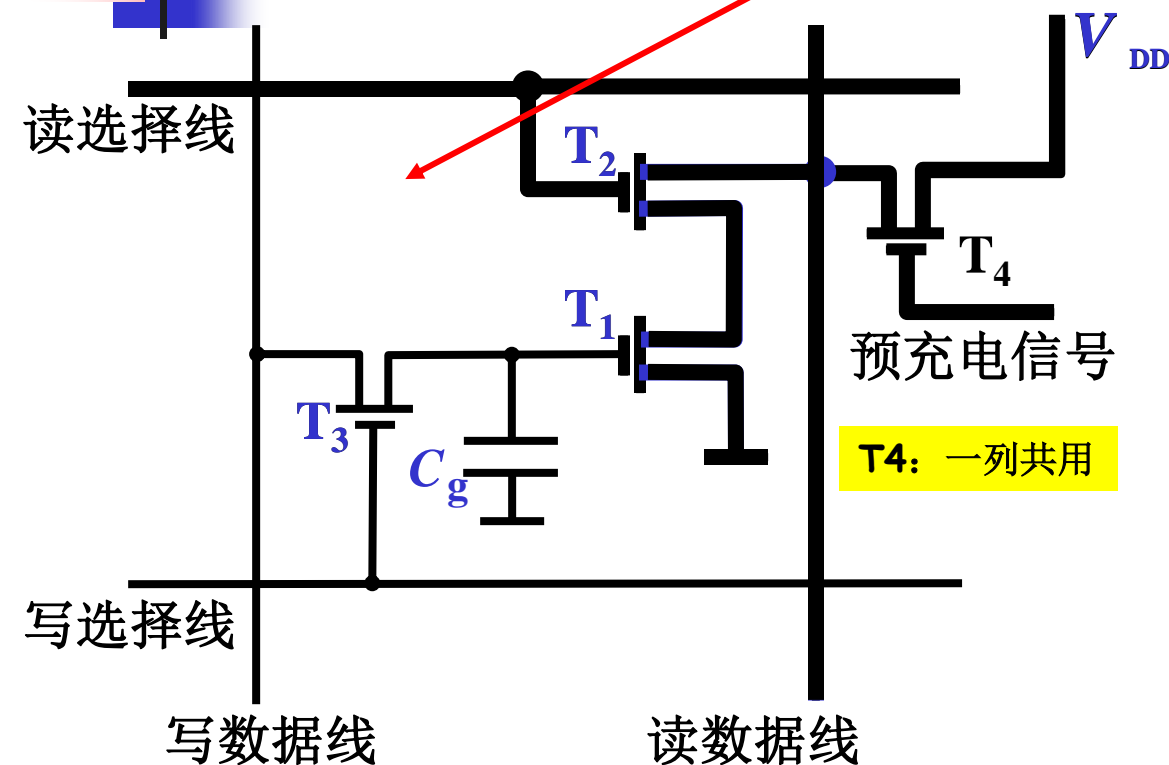 V DD
读选择线
T2
T4
T1
预充电信号
T3
Cg
T4：一列共用
写选择线
写数据线
读数据线